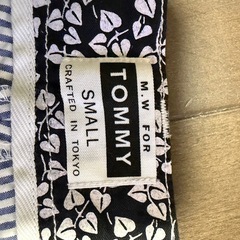 M.W FOR
TOMMY
SMALL
CRAFTED IN TOKYO